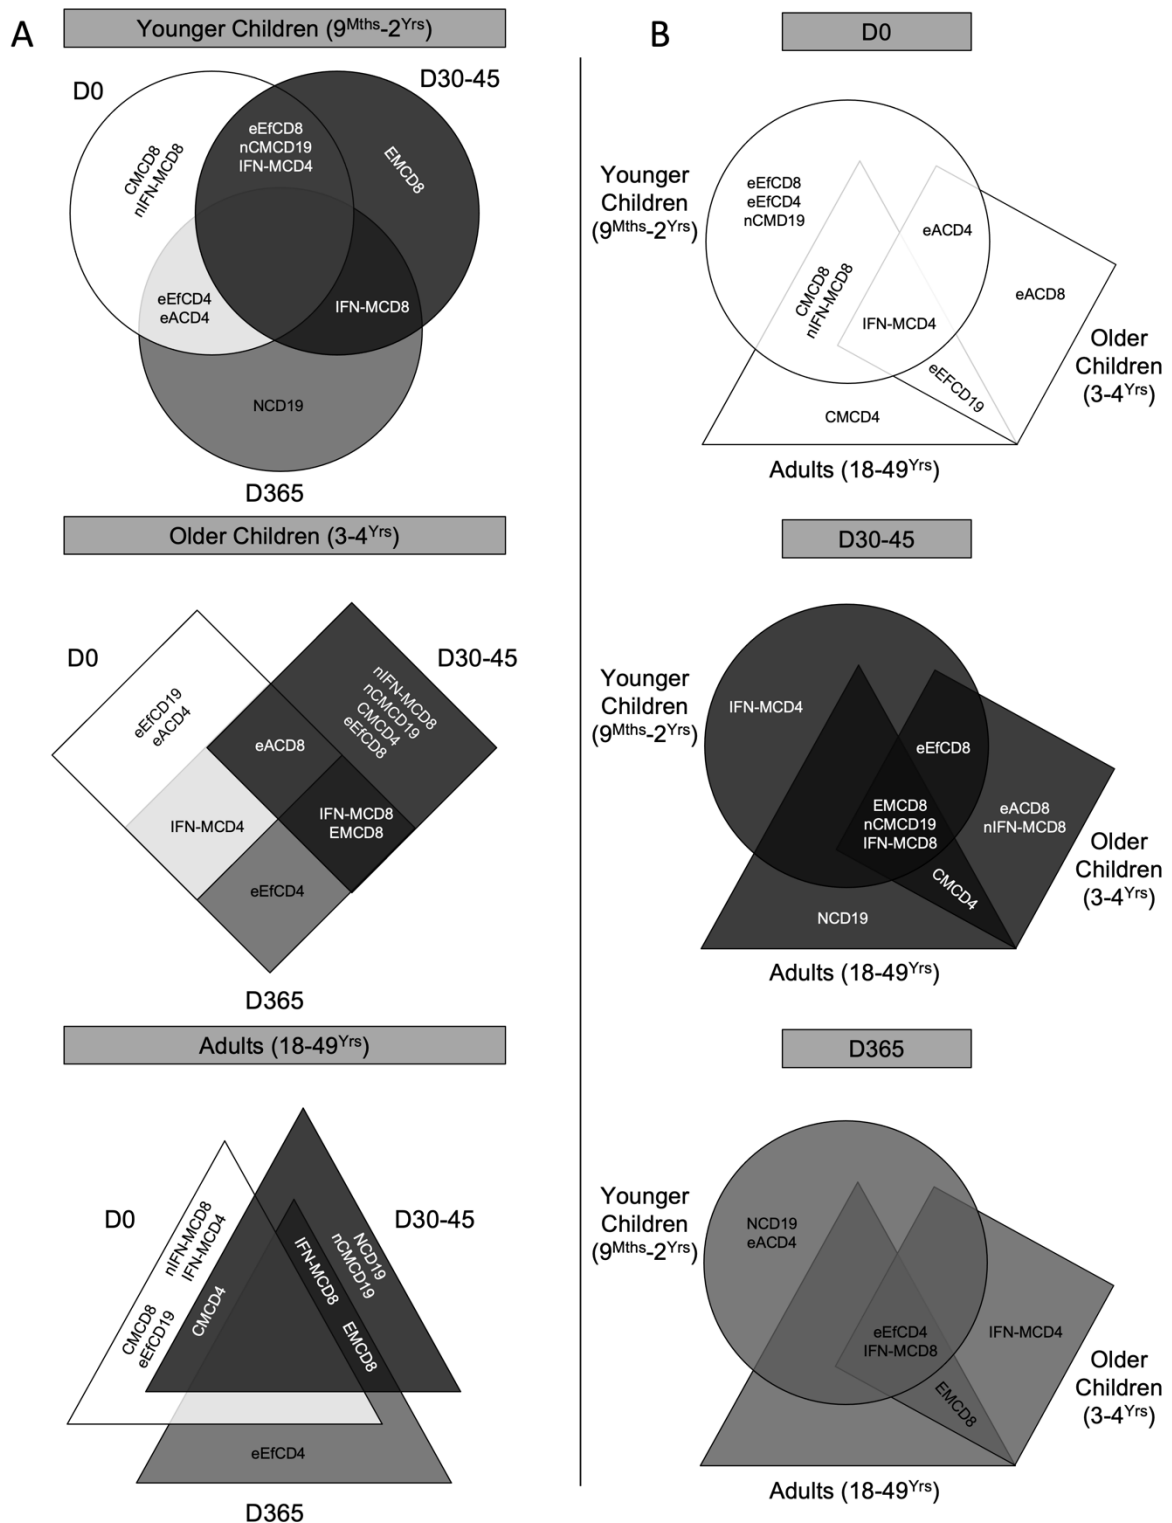 A
Younger Children (9Mths-2Yrs)
D0
D30-45
eEfCD8
nCMCD19
IFN-MCD4
CMCD8
nIFN-MCD8
EMCD8
eEfCD4
eACD4
IFN-MCD8
NCD19
D365
Older Children (3-4Yrs)
D0
D30-45
eEfCD19
eACD4
nIFN-MCD8
nCMCD19
CMCD4
eEfCD8
eACD8
IFN-MCD4
IFN-MCD8
EMCD8
eEfCD4
D365
Adults (18-49Yrs)
D0
D30-45
nIFN-MCD8
IFN-MCD4
CMCD8
eEfCD19
CMCD4
IFN-MCD8
EMCD8
NCD19
nCMCD19
eEfCD4
D365
B
D0
Younger
Children
(9Mths-2Yrs)
eEfCD8
eEfCD4
nCMD19
eACD4
CMCD8
nIFN-MCD8
IFN-MCD4
eACD8
eEFCD19
CMCD4
Older
Children
(3-4Yrs)
Adults (18-49Yrs)
D30-45
Younger
Children
(9Mths-2Yrs)
IFN-MCD4
eEfCD8
EMCD8
nCMCD19
IFN-MCD8
eACD8
nIFN-MCD8
CMCD4
NCD19
Older
Children
(3-4Yrs)
Adults (18-49Yrs)
D365
Younger
Children
(9Mths-2Yrs)
NCD19
eACD4
eEfCD4
IFN-MCD8
IFN-MCD4
EMCD8
Older
Children
(3-4Yrs)
Adults (18-49Yrs)